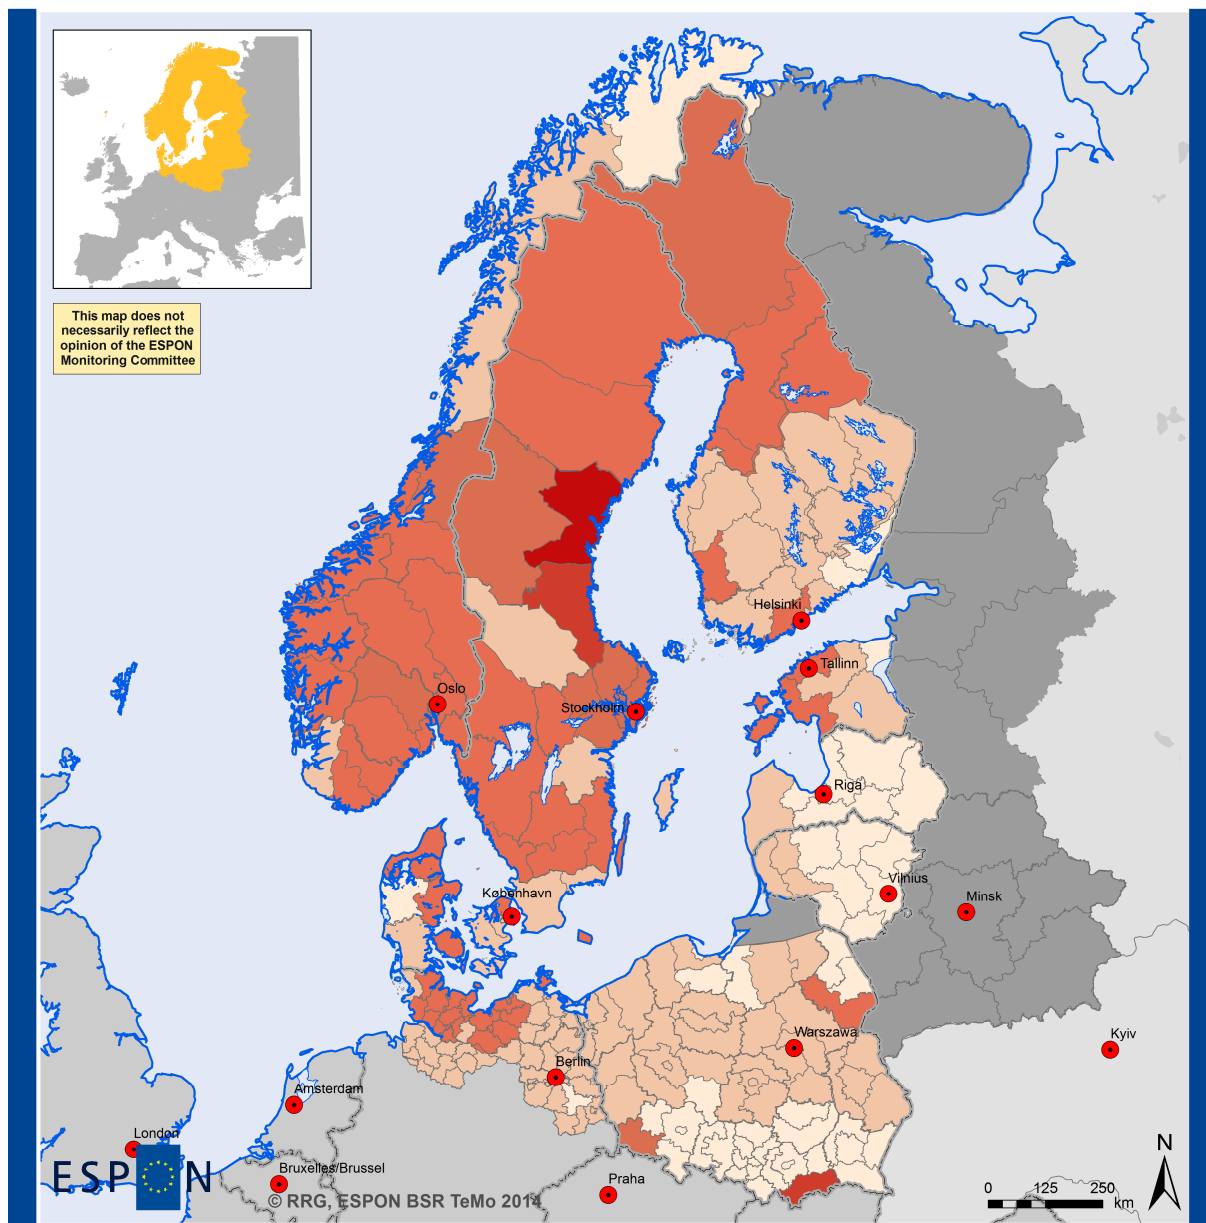 This map does not
necessarily reflect the
opinion of the ESPON
Monitoring Committee
Helsinki
Tallinn
Oslo
Stockholm
Riga
Vilnius
København
Minsk
Warszawa
Kyiv
Berlin
Amsterdam
London
Bruxelles/Brussel
Praha
ESPON
© RRG, ESPON BSR TeMo 2014
N
0 125 250
km